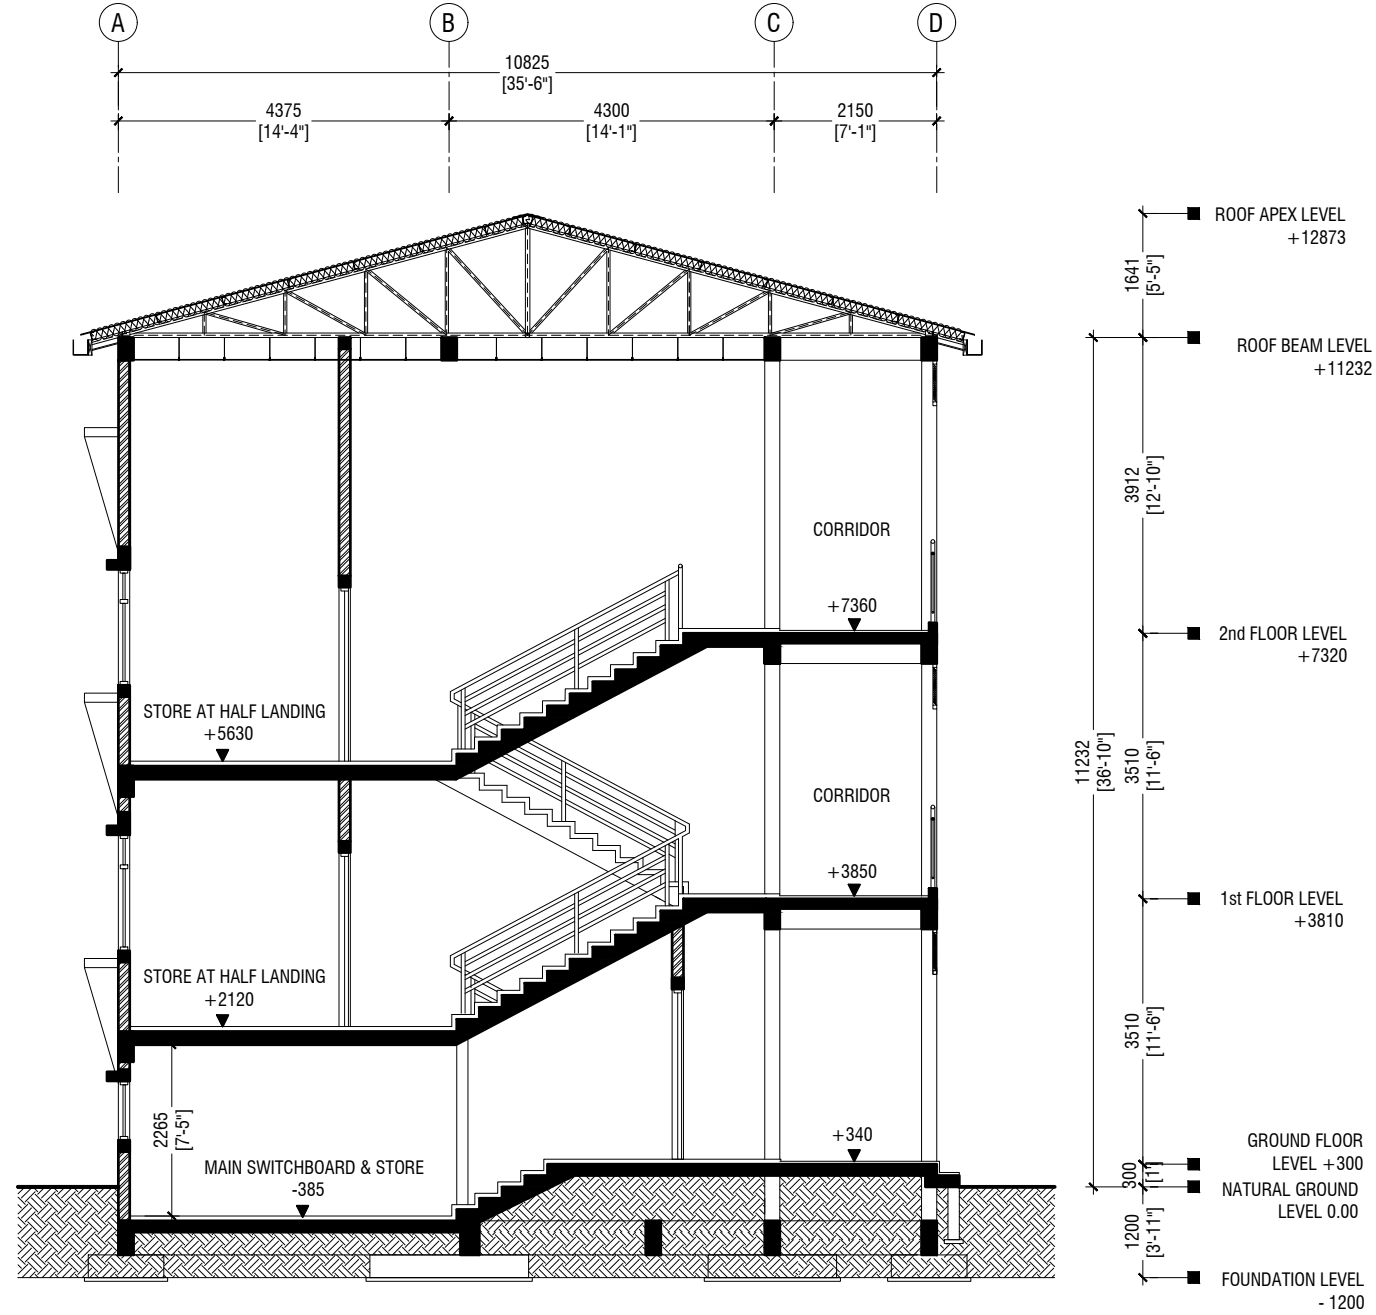 A
B
C
D
10825
[35'-6"]
4375
[14'-4"]
4300
[14'-1"]
2150
[7'-1"]
ROOF APEX LEVEL
+12873
1641
[5'-5"]
ROOF BEAM LEVEL
+11232
3912
[12'-10"]
CORRIDOR
+7360
2nd FLOOR LEVEL
+7320
STORE AT HALF LANDING
+5630
11232
[36'-10"]
3510
[11'-6"]
CORRIDOR
+3850
1st FLOOR LEVEL
+3810
STORE AT HALF LANDING
+2120
3510
[11'-6"]
2265
[7'-5"]
+340
GROUND FLOOR
LEVEL +300
MAIN SWITCHBOARD & STORE
-385
300
[1']
NATURAL GROUND
LEVEL 0.00
1200
[3'-11"]
FOUNDATION LEVEL
- 1200